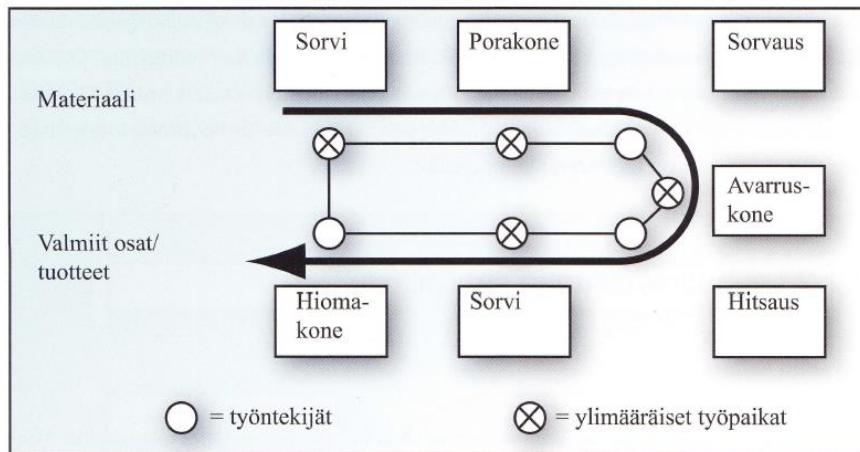 Sorvi
Porakone
Sorvaus
Materiaali
Avarrus-
kone
Valmiit osat/
tuotteet
Hioma-
kone
Sorvi
Hitsaus
= työntekijät
= ylimääräiset työpaikat